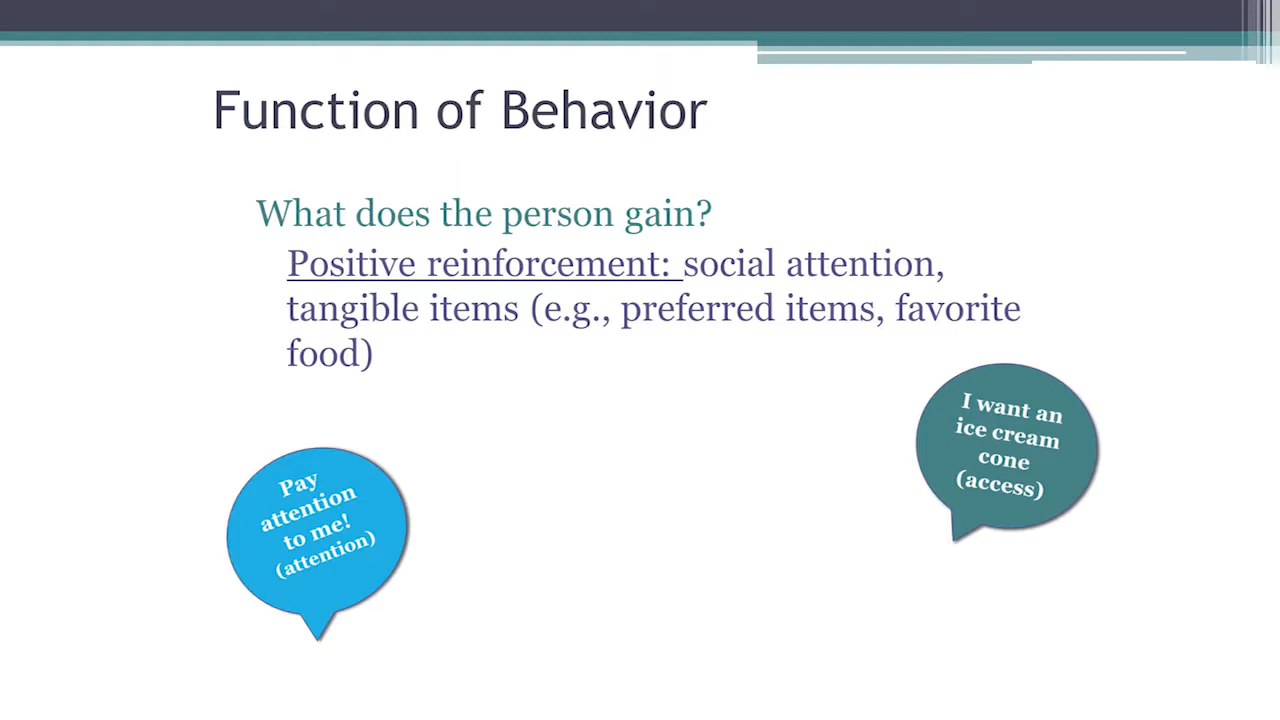 Function of Behavior
What does the person gain?
Positive reinforcement: social attention,
tangible items (e.g., preferred items, favorite
food)
I want an
ice cream
cone
(access)
Pay
attention
to me!
(attention)